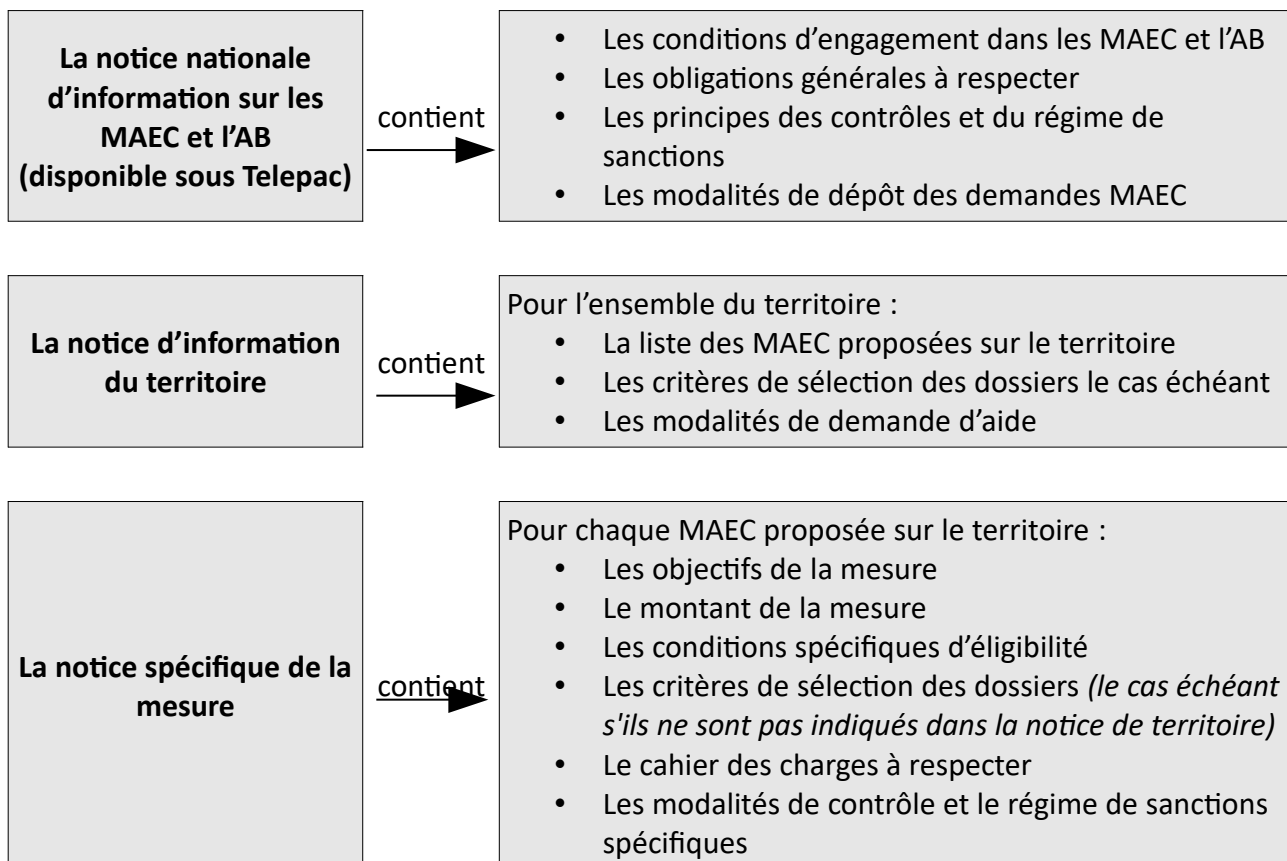 La notice nationale
d’information sur les
MAEC et l’AB
(disponible sous Telepac)
contient
• Les conditions d’engagement dans les MAEC et l’AB
• Les obligations générales à respecter
• Les principes des contrôles et du régime de
sanctions
• Les modalités de dépôt des demandes MAEC
La notice d’information
du territoire
contient
Pour l’ensemble du territoire :
• La liste des MAEC proposées sur le territoire
• Les critères de sélection des dossiers le cas échéant
• Les modalités de demande d’aide
La notice spécifique de la
mesure
contient
Pour chaque MAEC proposée sur le territoire :
• Les objectifs de la mesure
• Le montant de la mesure
• Les conditions spécifiques d’éligibilité
• Les critères de sélection des dossiers (le cas échéant
s'ils ne sont pas indiqués dans la notice de territoire)
• Le cahier des charges à respecter
• Les modalités de contrôle et le régime de sanctions
spécifiques